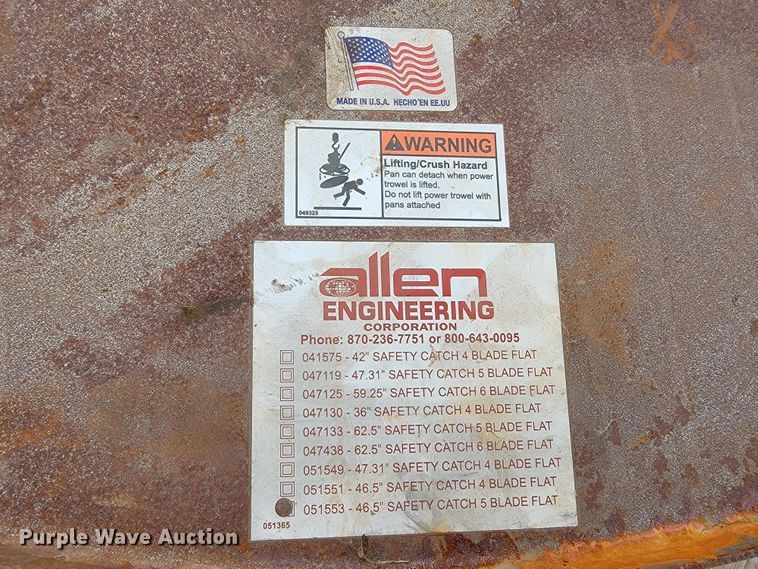 MADE IN U.S.A. HECHO EN EE.UU
WARNING
Lifting/Crush Hazard
Pan can detach when power
trowel is lifted.
Do not lift power trowel with
pans attached
049325
allen
ENGINEERING
CORPORATION
Phone: 870-236-7751 or 800-643-0095
041575 - 42" SAFETY CATCH 4 BLADE FLAT
047119 - 47.31" SAFETY CATCH 5 BLADE FLAT
047125 - 59.25" SAFETY CATCH 6 BLADE FLAT
047130 - 36" SAFETY CATCH 4 BLADE FLAT
047133 - 62.5" SAFETY CATCH 5 BLADE FLAT
047438 - 62.5" SAFETY CATCH 6 BLADE FLAT
051549 - 47.31" SAFETY CATCH 4 BLADE FLAT
051551 - 46.5" SAFETY CATCH 4 BLADE FLAT
051553 - 46.5" SAFETY CATCH 5 BLADE FLAT
051365
Purple Wave Auction